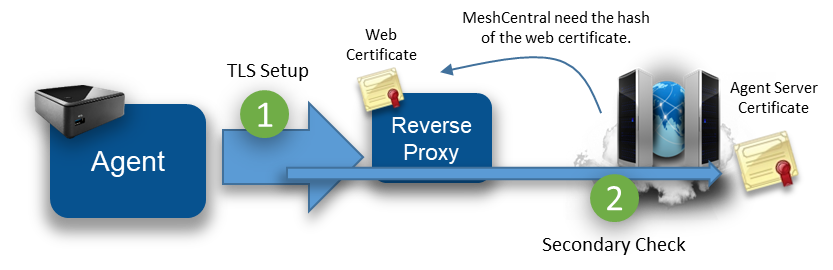 MeshCentral need the hash
of the web certificate.
Web
Certificate
TLS Setup
Agent Server
Certificate
1
Reverse
Proxy
Agent
2
Secondary Check